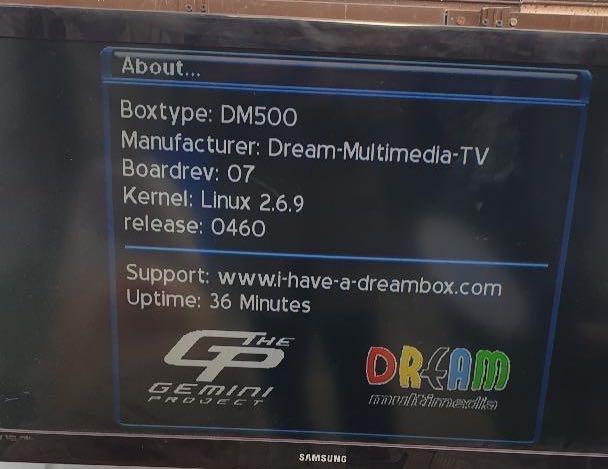 About...
Boxtype: DM500
Manufacturer: Dream-Multimedia-TV
Boardrev: 07
Kernel: Linux 2.6.9
release: 0460
Support: www.i-have-a-dreambox.com
Uptime: 36 Minutes
THE
GP
GEMINI
PROJECT
DREAM
multimedia
SAMSUNG